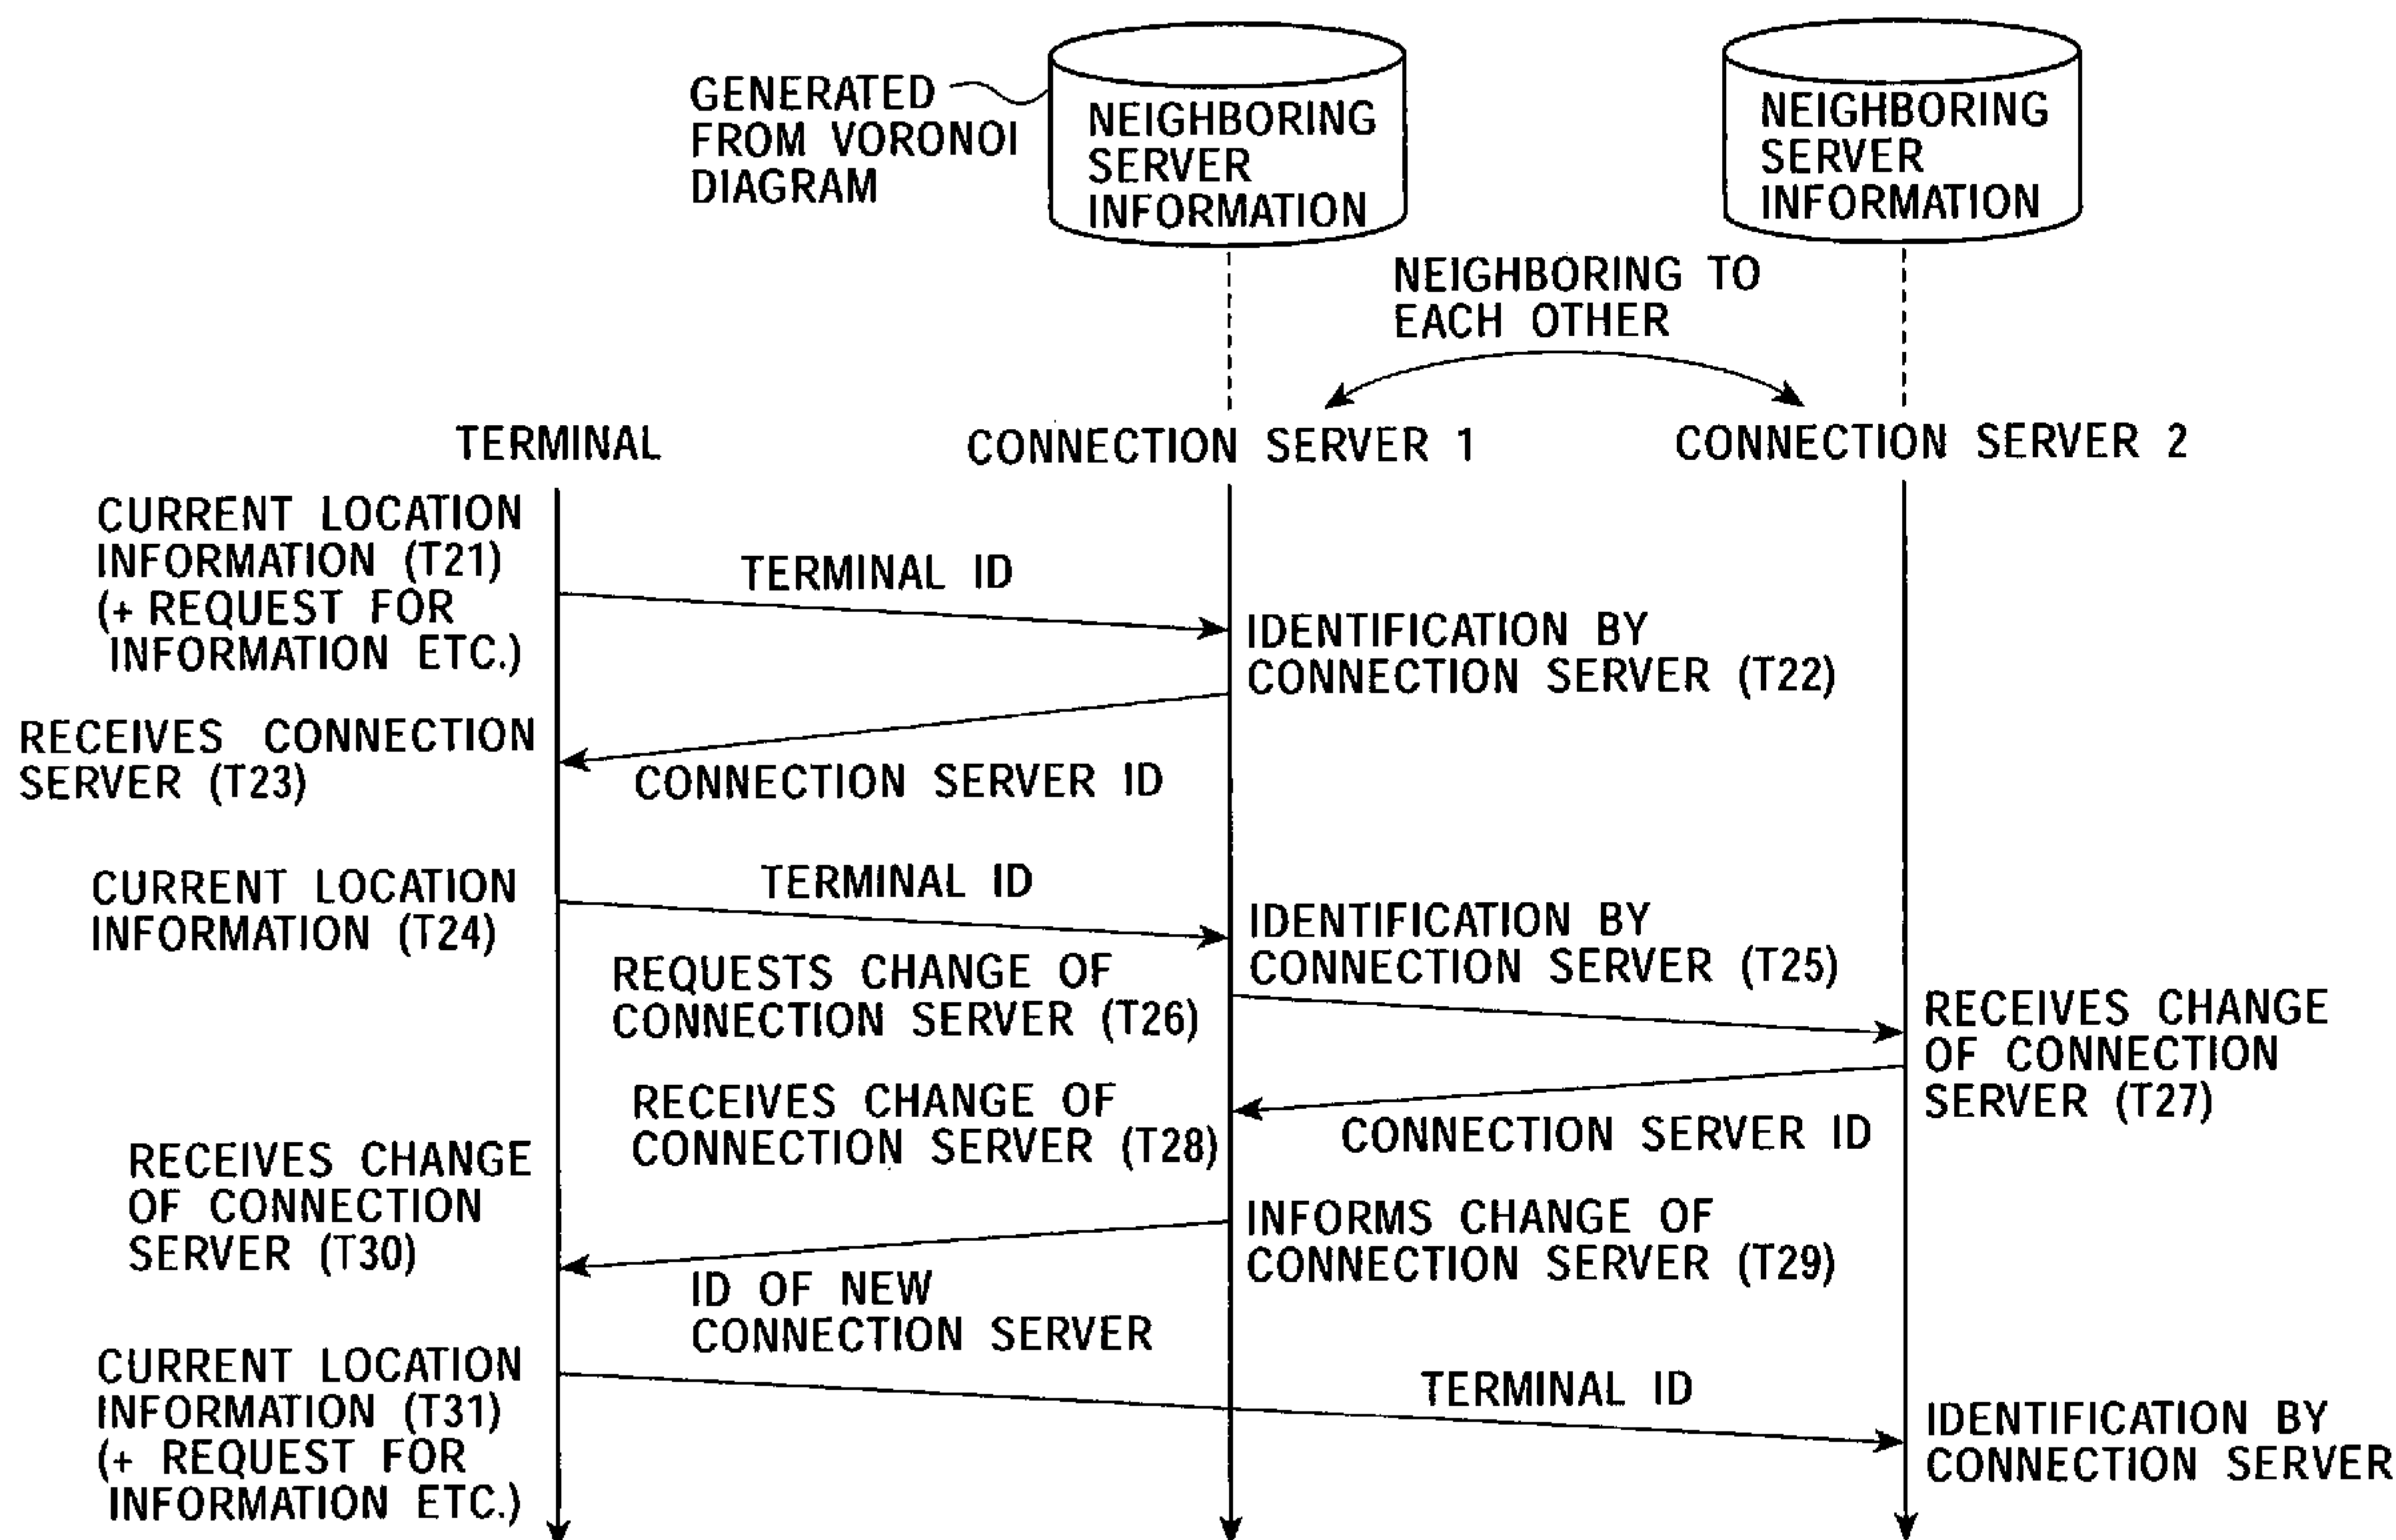 GENERATED
FROM VORONOI
DIAGRAM
NEIGHBORING
SERVER
INFORMATION
NEIGHBORING
SERVER
INFORMATION
NEIGHBORING TO
EACH OTHER
TERMINAL
CONNECTION SERVER 1
CONNECTION SERVER 2
CURRENT LOCATION
INFORMATION (T21)
(+ REQUEST FOR
INFORMATION ETC.)
TERMINAL ID
IDENTIFICATION BY
CONNECTION SERVER (T22)
RECEIVES CONNECTION
SERVER (T23)
CONNECTION SERVER ID
CURRENT LOCATION
INFORMATION (T24)
TERMINAL ID
IDENTIFICATION BY
CONNECTION SERVER (T25)
REQUESTS CHANGE OF
CONNECTION SERVER (T26)
RECEIVES CHANGE
OF CONNECTION
SERVER (T27)
RECEIVES CHANGE OF
CONNECTION SERVER (T28)
CONNECTION SERVER ID
RECEIVES CHANGE
OF CONNECTION
SERVER (T30)
INFORMS CHANGE OF
CONNECTION SERVER (T29)
ID OF NEW
CONNECTION SERVER
CURRENT LOCATION
INFORMATION (T31)
(+ REQUEST FOR
INFORMATION ETC.)
TERMINAL ID
IDENTIFICATION BY
CONNECTION SERVER